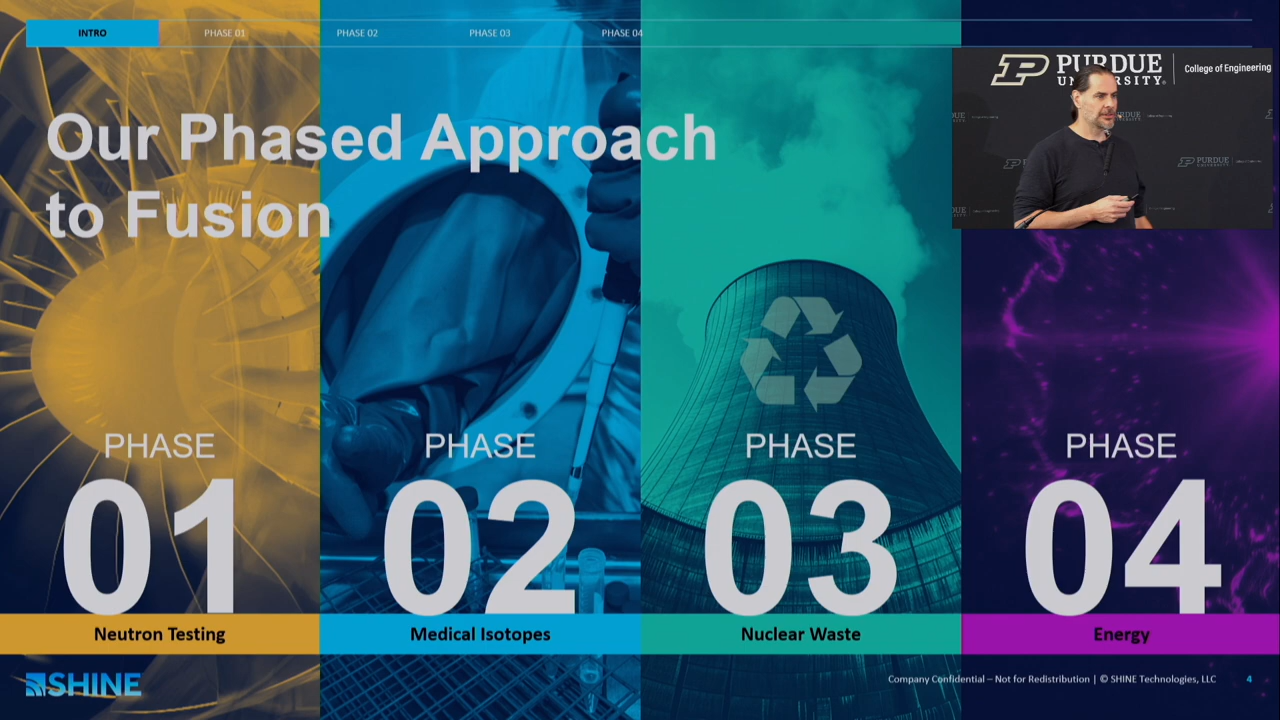 INTRO
PHASE 01
PHASE 02
PHASE 03
PHASE 04
Our Phased Approach
to Fusion
PURDUE
UNIVERSITY
College of Engineering
PURDUE
PURDUE
PHASE
01
Neutron Testing
PHASE
02
Medical Isotopes
PHASE
03
Nuclear Waste
PHASE
04
Energy
SHINE
Company Confidential – Not for Redistribution | © SHINE Technologies, LLC
4